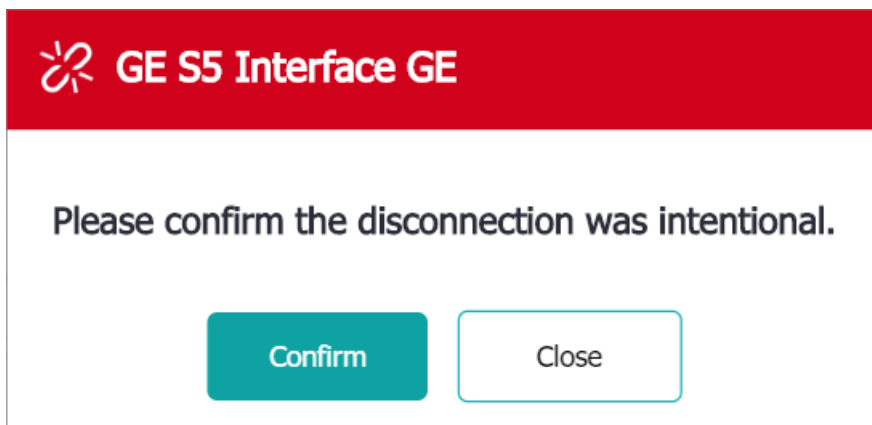 GE S5 Interface GE
Please confirm the disconnection was intentional.
Confirm
Close